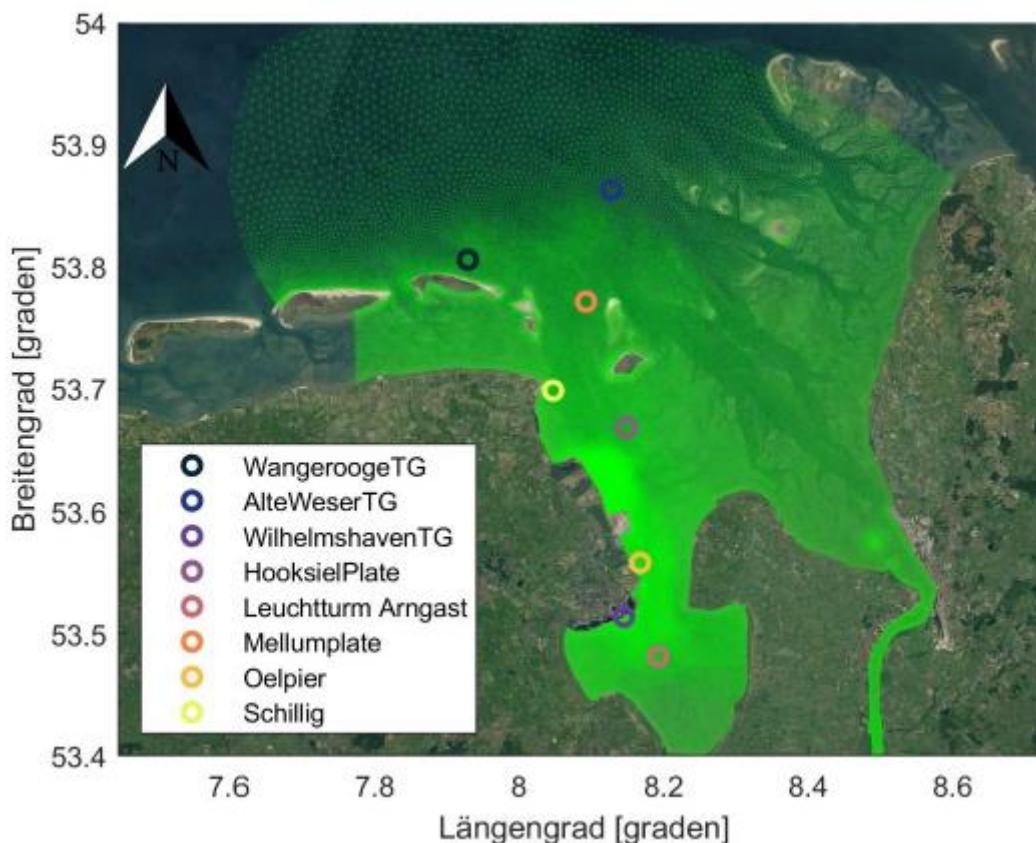 54
53.9
53.8
53.7
53.6
53.5
53.4
Breitengrad [graden]
N
WangeroogeTG
AlteWeserTG
WilhelmshavenTG
HooksielPlate
Leuchtturm Arngast
Mellumplate
Oelpier
Schillig
7.6 7.8 8 8.2 8.4 8.6
Längengrad [graden]